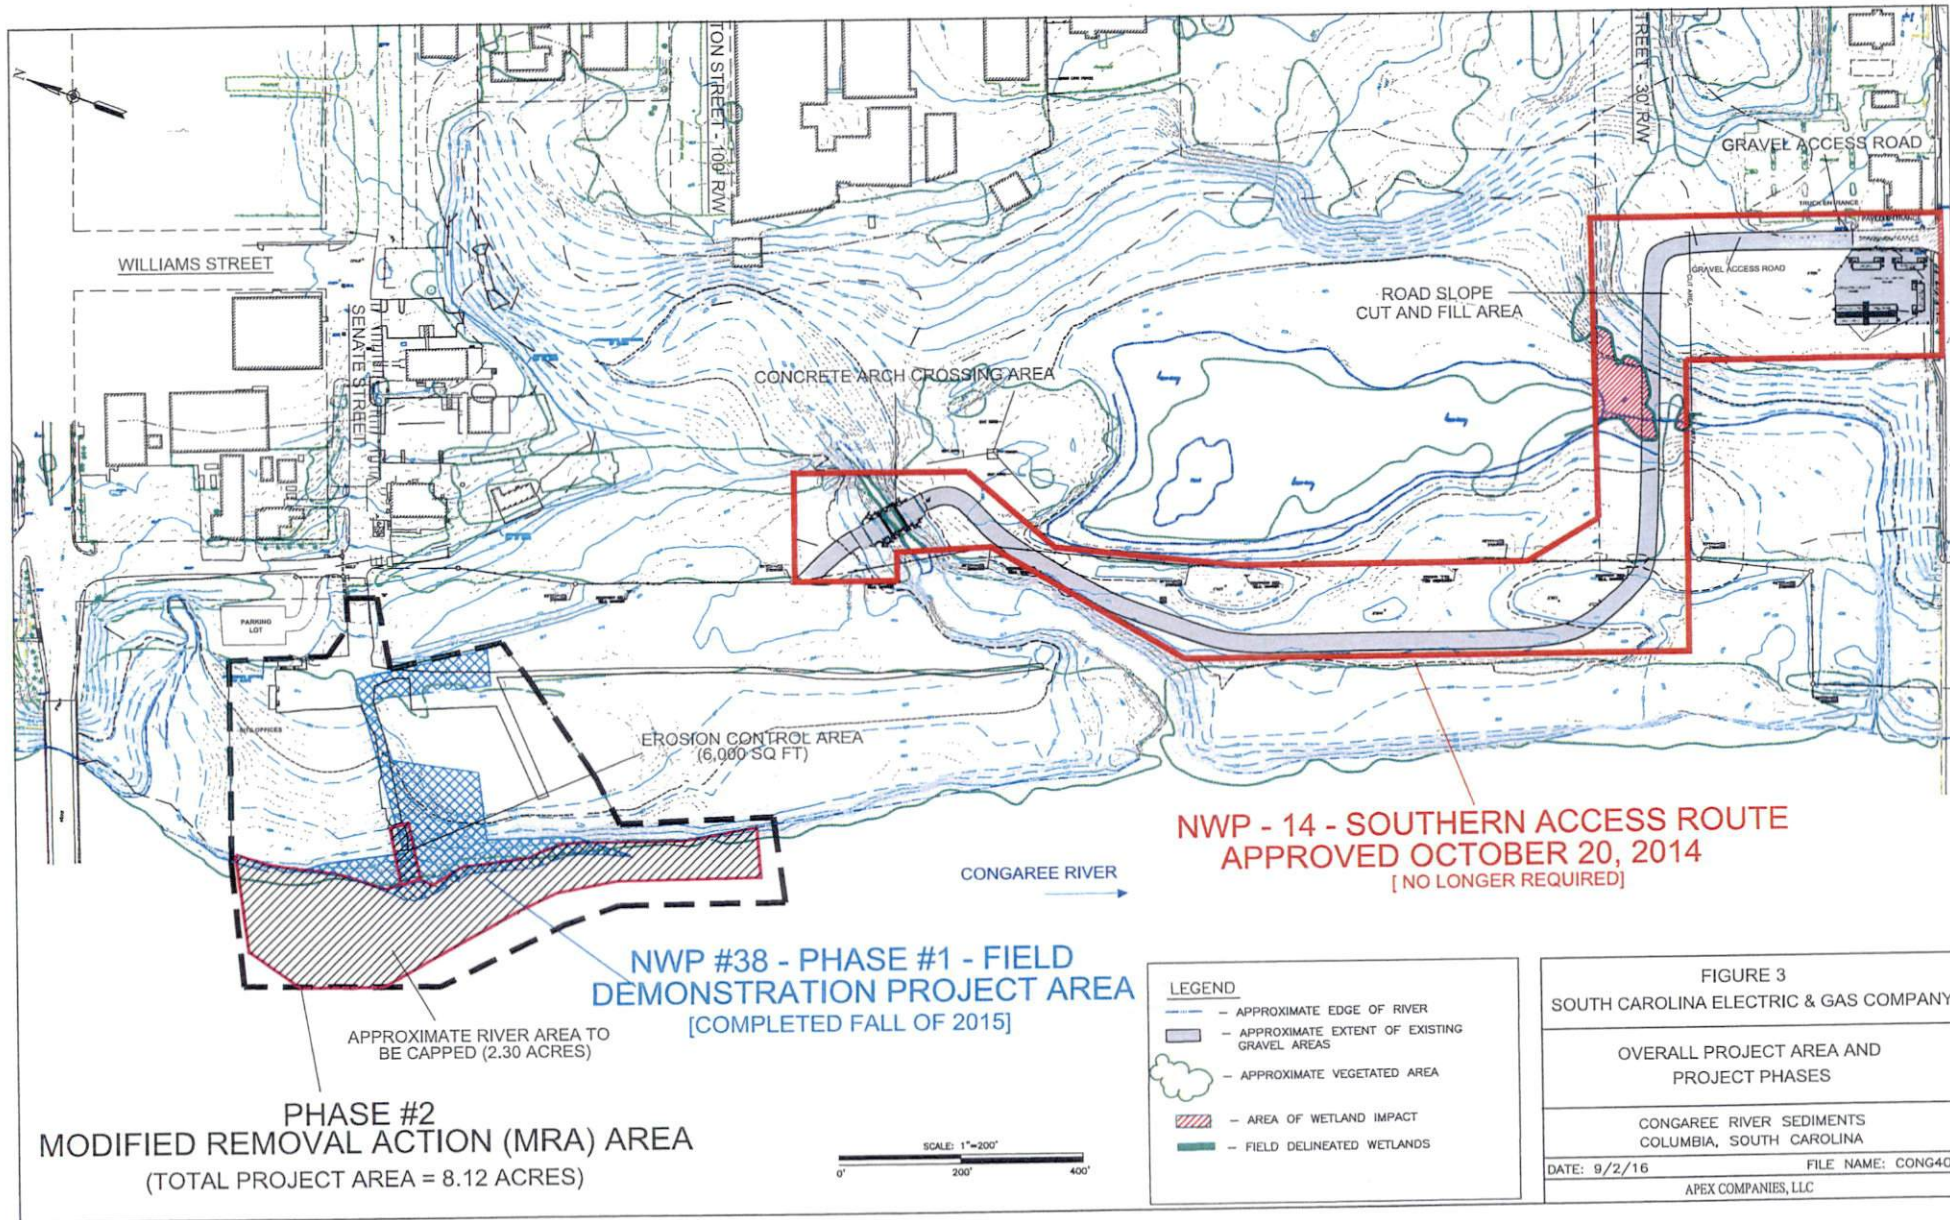 N
TON STREET - 100' R/W
TREET - 30' R/W
GRAVEL ACCESS ROAD
TRUCK ENTRANCE
WILLIAMS STREET
SENATE STREET
GRAVEL ACCESS ROAD
CUT AREA
ROAD SLOPE
CUT AND FILL AREA
CONCRETE ARCH CROSSING AREA
PARKING
LOT
EROSION CONTROL AREA
(6,000 SQ FT)
CONGAREE RIVER
NWP - 14 - SOUTHERN ACCESS ROUTE
APPROVED OCTOBER 20, 2014
[ NO LONGER REQUIRED]
NWP #38 - PHASE #1 - FIELD
DEMONSTRATION PROJECT AREA
[COMPLETED FALL OF 2015]
APPROXIMATE RIVER AREA TO
BE CAPPED (2.30 ACRES)
PHASE #2
MODIFIED REMOVAL ACTION (MRA) AREA
(TOTAL PROJECT AREA = 8.12 ACRES)
SCALE: 1"=200'
0' 200' 400'
LEGEND
- APPROXIMATE EDGE OF RIVER
- APPROXIMATE EXTENT OF EXISTING
GRAVEL AREAS
- APPROXIMATE VEGETATED AREA
- AREA OF WETLAND IMPACT
- FIELD DELINEATED WETLANDS
FIGURE 3
SOUTH CAROLINA ELECTRIC & GAS COMPANY
OVERALL PROJECT AREA AND
PROJECT PHASES
CONGAREE RIVER SEDIMENTS
COLUMBIA, SOUTH CAROLINA
DATE: 9/2/16 FILE NAME: CONG40
APEX COMPANIES, LLC